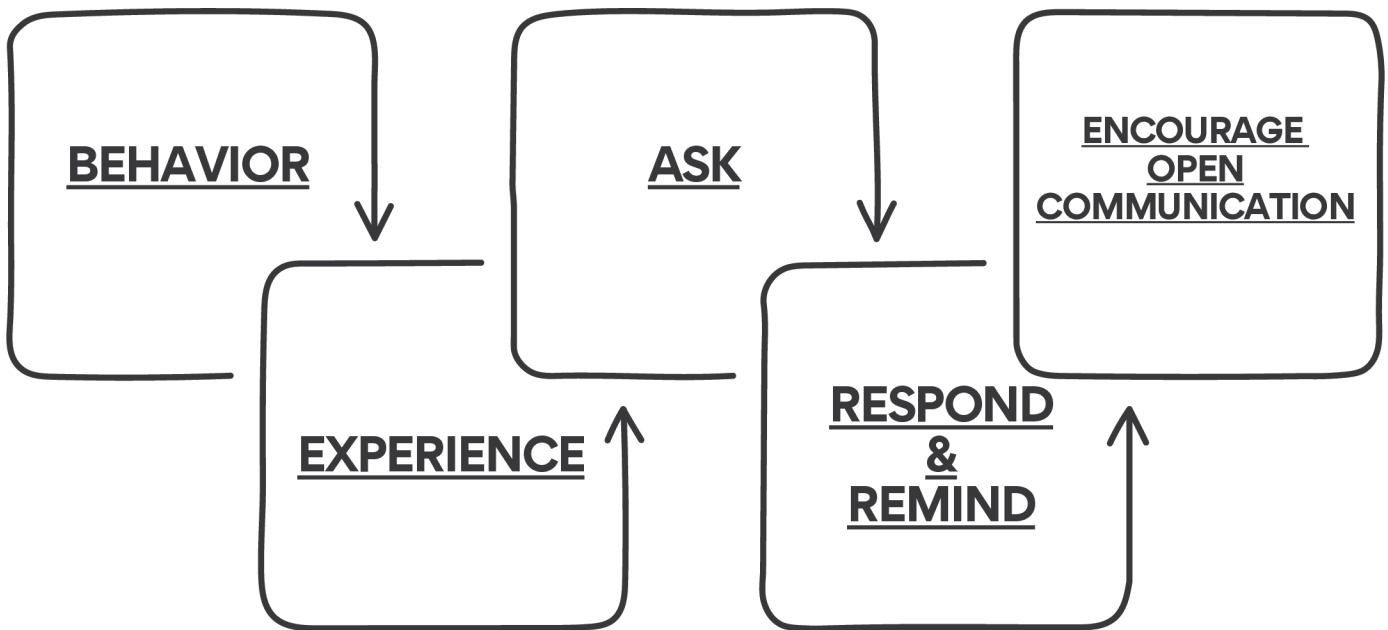 BEHAVIOR
EXPERIENCE
ASK
RESPOND
&
REMIND
ENCOURAGE
OPEN
COMMUNICATION